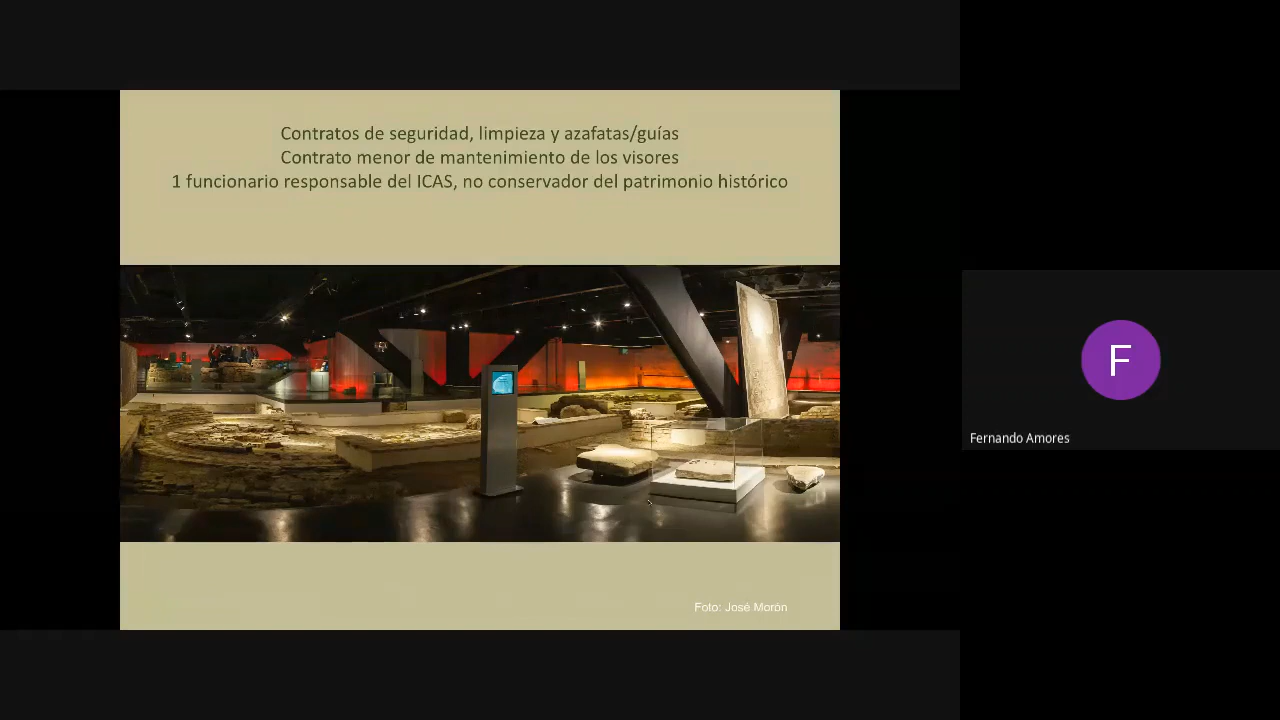 Contratos de seguridad, limpieza y azafatas/guías
Contrato menor de mantenimiento de los visores
1 funcionario responsable del ICAS, no conservador del patrimonio histórico
F
Fernando Amores
Foto: José Morón